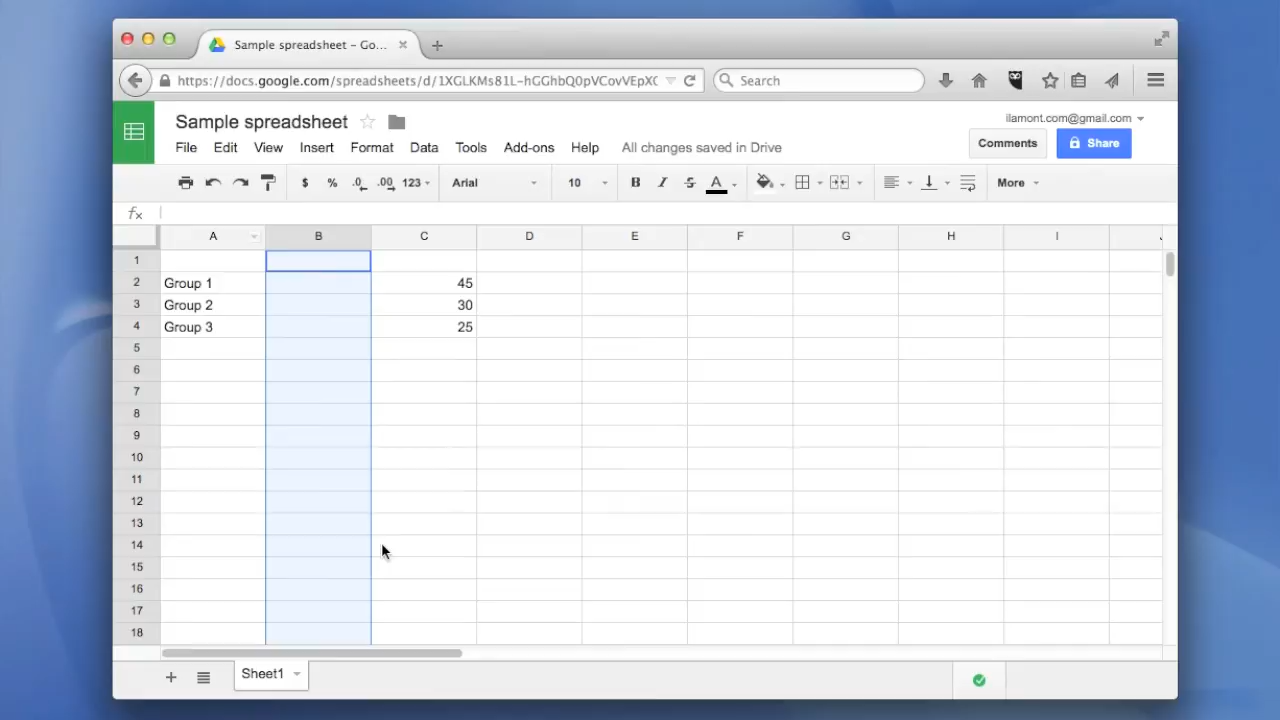 Sample spreadsheet – Go...
https://docs.google.com/spreadsheets/d/1XGLKMs81L-hGGhbQ0pVCovVEpXC
Search
Sample spreadsheet
ilamont.com@gmail.com
File Edit View Insert Format Data Tools Add-ons Help All changes saved in Drive
Comments Share
$ % .0 .00 123 Arial 10 B I S A More
fx
A B C D E F G H I
1
2 Group 1 45
3 Group 2 30
4 Group 3 25
5
6
7
8
9
10
11
12
13
14
15
16
17
18
+ Sheet1